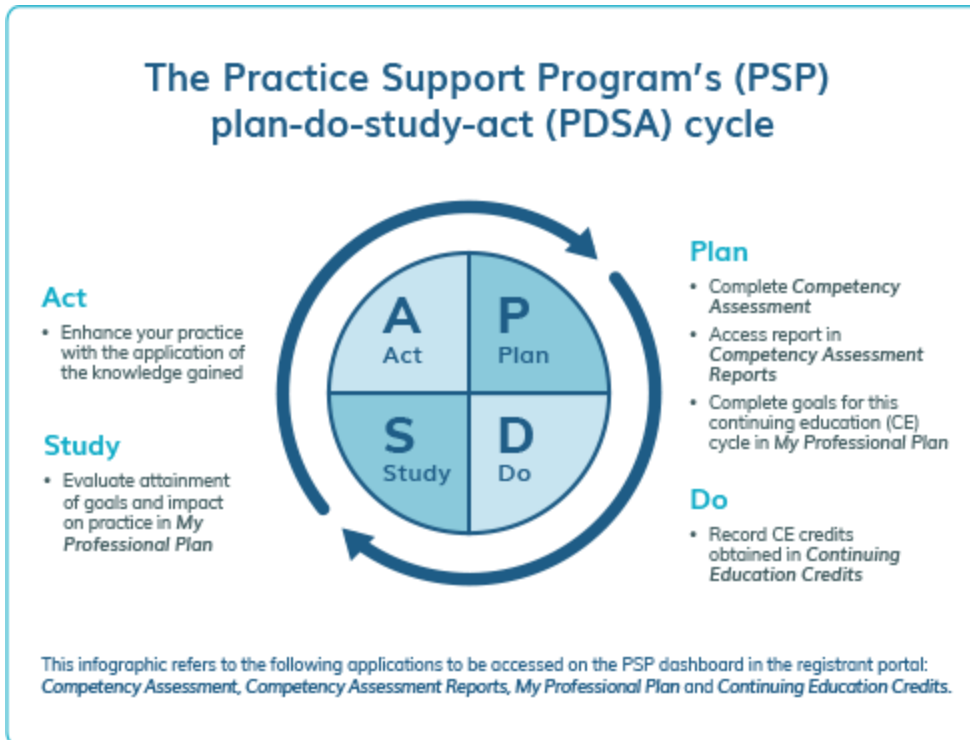 The Practice Support Program's (PSP)
plan-do-study-act (PDSA) cycle
Act
• Enhance your practice
with the application of
the knowledge gained
Study
• Evaluate attainment
of goals and impact
on practice in My
Professional Plan
A
Act
P
Plan
S
Study
D
Do
Plan
• Complete Competency
Assessment
• Access report in
Competency Assessment
Reports
• Complete goals for this
continuing education (CE)
cycle in My Professional Plan
Do
• Record CE credits
obtained in Continuing
Education Credits
This infographic refers to the following applications to be accessed on the PSP dashboard in the registrant portal:
Competency Assessment, Competency Assessment Reports, My Professional Plan and Continuing Education Credits.